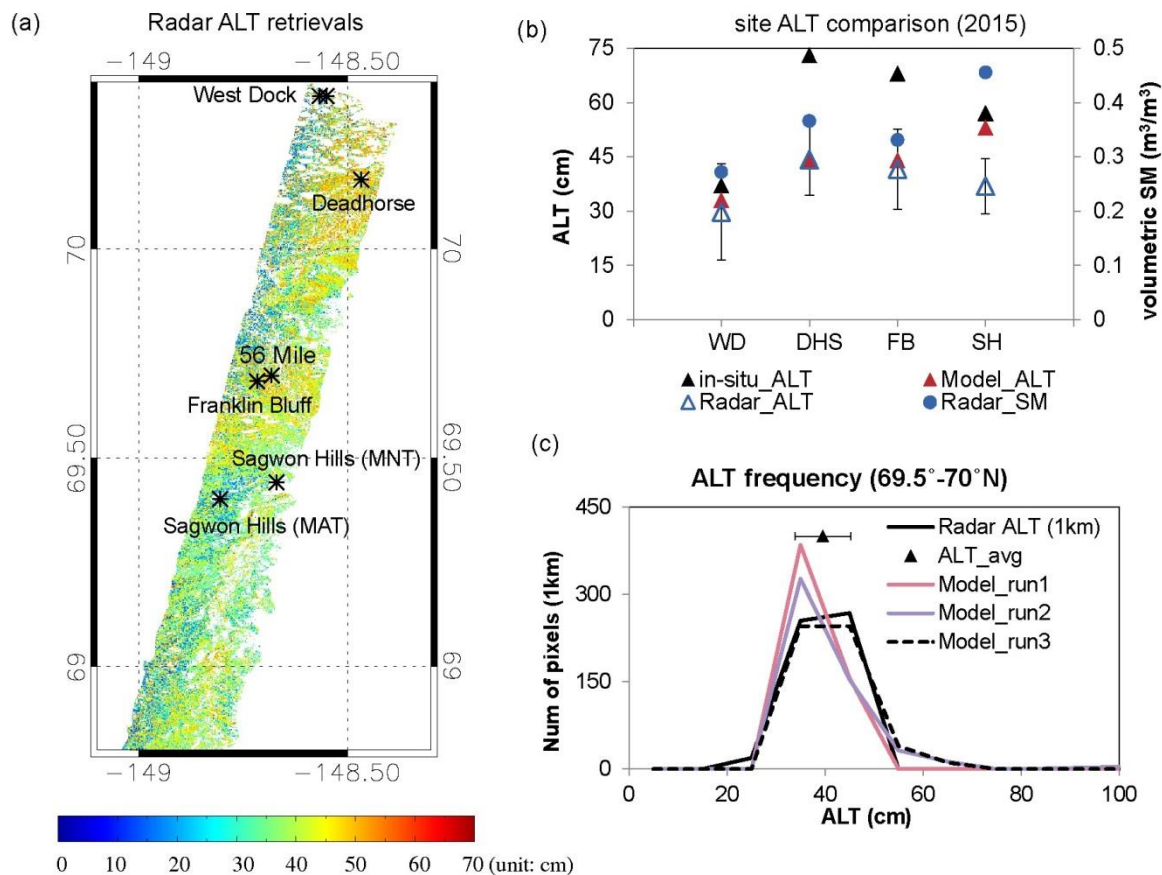 (a)
Radar ALT retrievals
−149
−148.50
West Dock
Deadhorse
70
70
56 Mile
Franklin Bluff
69.50
69.50
Sagwon Hills (MNT)
Sagwon Hills (MAT)
69
69
−149
−148.50
0 10 20 30 40 50 60 70 (unit: cm)
(b)
site ALT comparison (2015)
75
60
45
30
15
0
ALT (cm)
0.5
0.4
0.3
0.2
0.1
0
volumetric SM (m³/m³)
WD DHS FB SH
in-situ_ALT
Model_ALT
Radar_ALT
Radar_SM
(c)
ALT frequency (69.5°-70°N)
450
300
150
0
Num of pixels (1km)
Radar ALT (1km)
ALT_avg
Model_run1
Model_run2
Model_run3
0 20 40 60 80 100
ALT (cm)